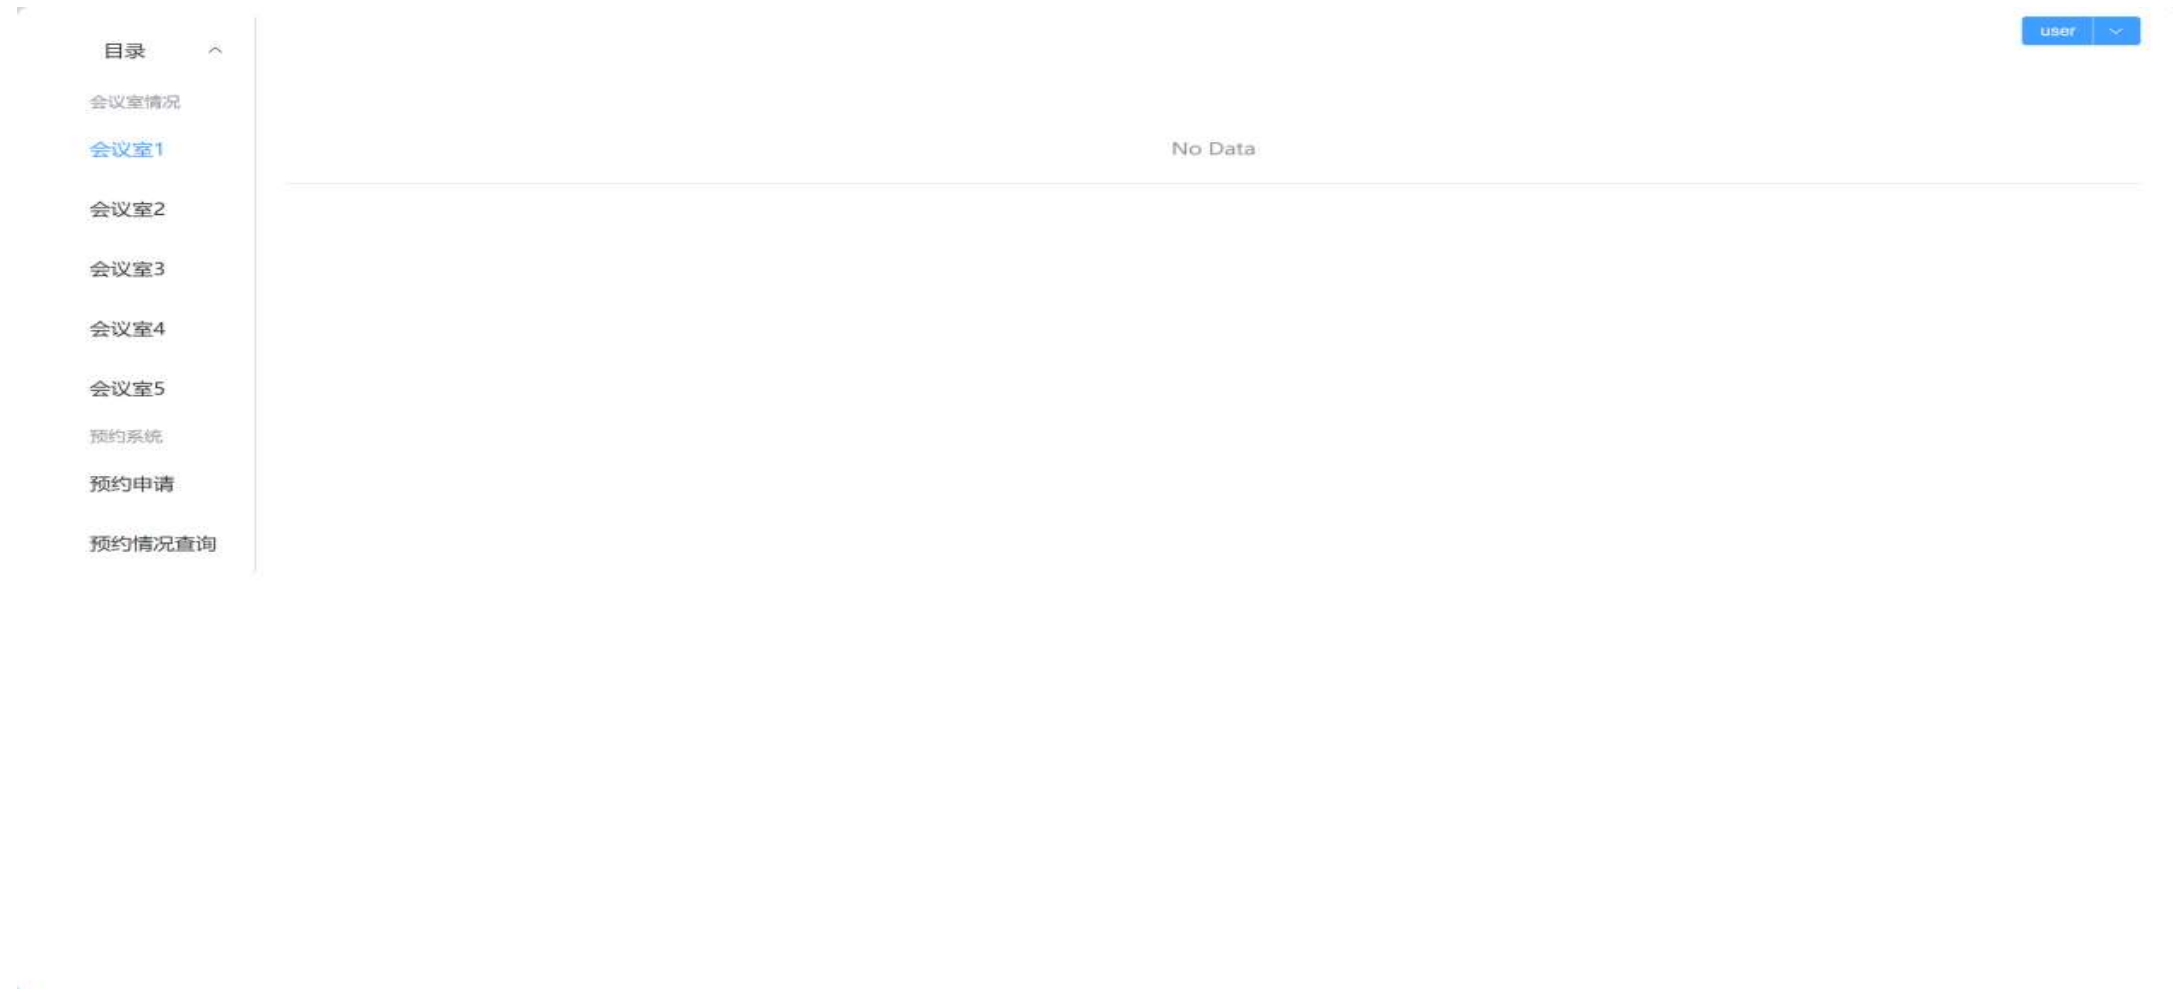 目录
会议室情况
会议室1
会议室2
会议室3
会议室4
会议室5
预约系统
预约申请
预约情况查询
user
No Data